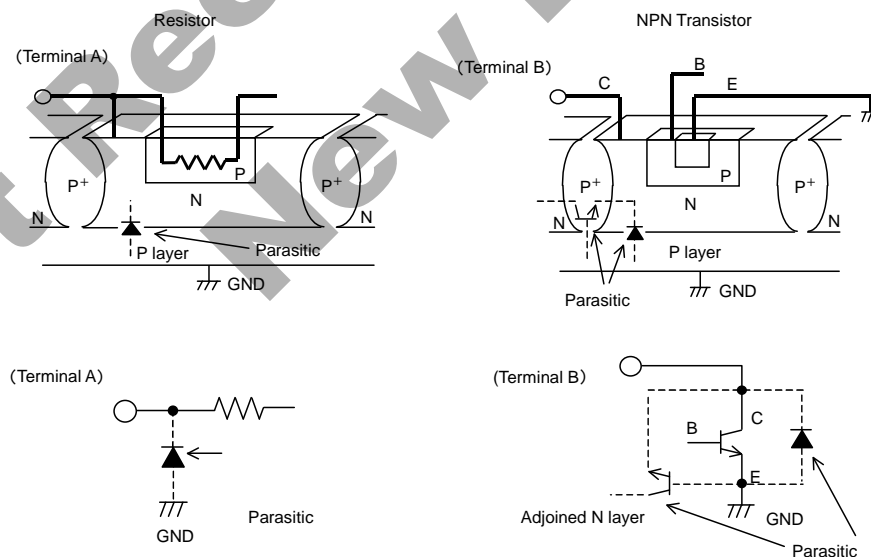 Resistor
NPN Transistor
(Terminal A)
(Terminal B)
B
C
E
P+
P
P+
N
N
N
P layer
Parasitic
GND
P+
P
P+
N
N
N
P layer
Parasitic
GND
(Terminal A)
GND
Parasitic
(Terminal B)
C
B
E
Adjoined N layer
GND
Parasitic